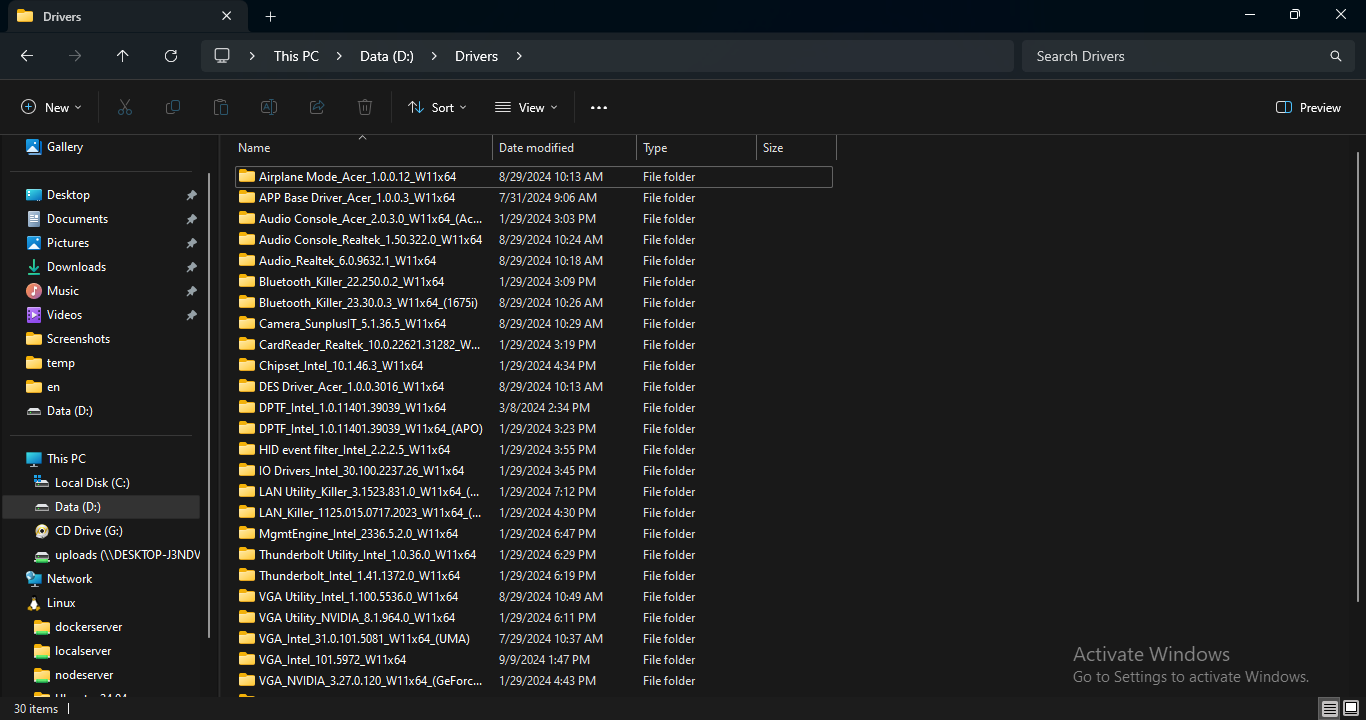 Drivers
This PC
Data (D:)
Drivers
Search Drivers
New
Sort
View
Preview
Gallery
Desktop
Documents
Pictures
Downloads
Music
Videos
Screenshots
temp
en
Data (D:)
This PC
Local Disk (C:)
Data (D:)
CD Drive (G:)
uploads (\\DESKTOP-J3NDV
Network
Linux
dockerserver
localserver
nodeserver
Name Date modified Type Size
Airplane Mode_Acer_1.0.0.12_W11x64 8/29/2024 10:13 AM File folder
APP Base Driver_Acer_1.0.0.3_W11x64 7/31/2024 9:06 AM File folder
Audio Console_Acer_2.0.3.0_W11x64_(Ac... 1/29/2024 3:03 PM File folder
Audio Console_Realtek_1.50.322.0_W11x64 8/29/2024 10:24 AM File folder
Audio_Realtek_6.0.9632.1_W11x64 8/29/2024 10:18 AM File folder
Bluetooth_Killer_22.250.0.2_W11x64 1/29/2024 3:09 PM File folder
Bluetooth_Killer_23.30.0.3_W11x64_(1675i) 8/29/2024 10:26 AM File folder
Camera_SunplusIT_5.1.36.5_W11x64 8/29/2024 10:29 AM File folder
CardReader_Realtek_10.0.22621.31282_W... 1/29/2024 3:19 PM File folder
Chipset_Intel_10.1.46.3_W11x64 1/29/2024 4:34 PM File folder
DES Driver_Acer_1.0.0.3016_W11x64 8/29/2024 10:13 AM File folder
DPTF_Intel_1.0.11401.39039_W11x64 3/8/2024 2:34 PM File folder
DPTF_Intel_1.0.11401.39039_W11x64_(APO) 1/29/2024 3:23 PM File folder
HID event filter_Intel_2.2.2.5_W11x64 1/29/2024 3:55 PM File folder
IO Drivers_Intel_30.100.2237.26_W11x64 1/29/2024 3:45 PM File folder
LAN Utility_Killer_3.1523.831.0_W11x64_(... 1/29/2024 7:12 PM File folder
LAN_Killer_1125.015.0717.2023_W11x64_(... 1/29/2024 4:30 PM File folder
MgmtEngine_Intel_2336.5.2.0_W11x64 1/29/2024 6:47 PM File folder
Thunderbolt Utility_Intel_1.0.36.0_W11x64 1/29/2024 6:29 PM File folder
Thunderbolt_Intel_1.41.1372.0_W11x64 1/29/2024 6:19 PM File folder
VGA Utility_Intel_1.100.5536.0_W11x64 8/29/2024 10:49 AM File folder
VGA Utility_NVIDIA_8.1.964.0_W11x64 1/29/2024 6:11 PM File folder
VGA_Intel_31.0.101.5081_W11x64_(UMA) 7/29/2024 10:37 AM File folder
VGA_Intel_101.5972_W11x64 9/9/2024 1:47 PM File folder
VGA_NVIDIA_3.27.0.120_W11x64_(GeForc... 1/29/2024 4:43 PM File folder
Activate Windows
Go to Settings to activate Windows.
30 items